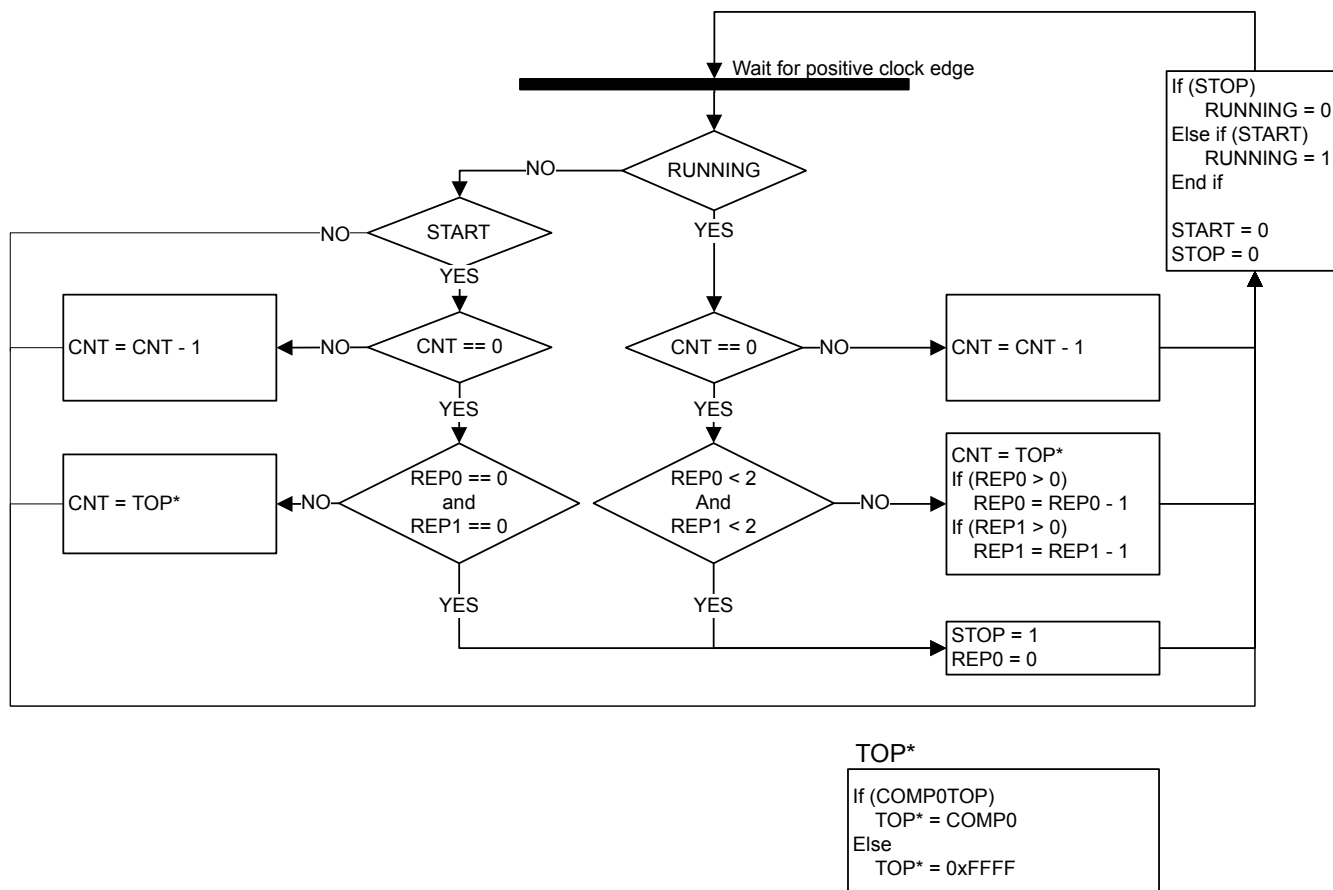 Wait for positive clock edge
If (STOP)
RUNNING = 0
Else if (START)
RUNNING = 1
End if
START = 0
STOP = 0
RUNNING
NO
YES
START
NO
YES
CNT = CNT - 1
NO
CNT == 0
YES
CNT == 0
NO
YES
CNT = CNT - 1
CNT = TOP*
NO
REP0 == 0
and
REP1 == 0
YES
REP0 < 2
And
REP1 < 2
NO
YES
CNT = TOP*
If (REP0 > 0)
REP0 = REP0 - 1
If (REP1 > 0)
REP1 = REP1 - 1
STOP = 1
REP0 = 0
TOP*
If (COMP0TOP)
TOP* = COMP0
Else
TOP* = 0xFFFF